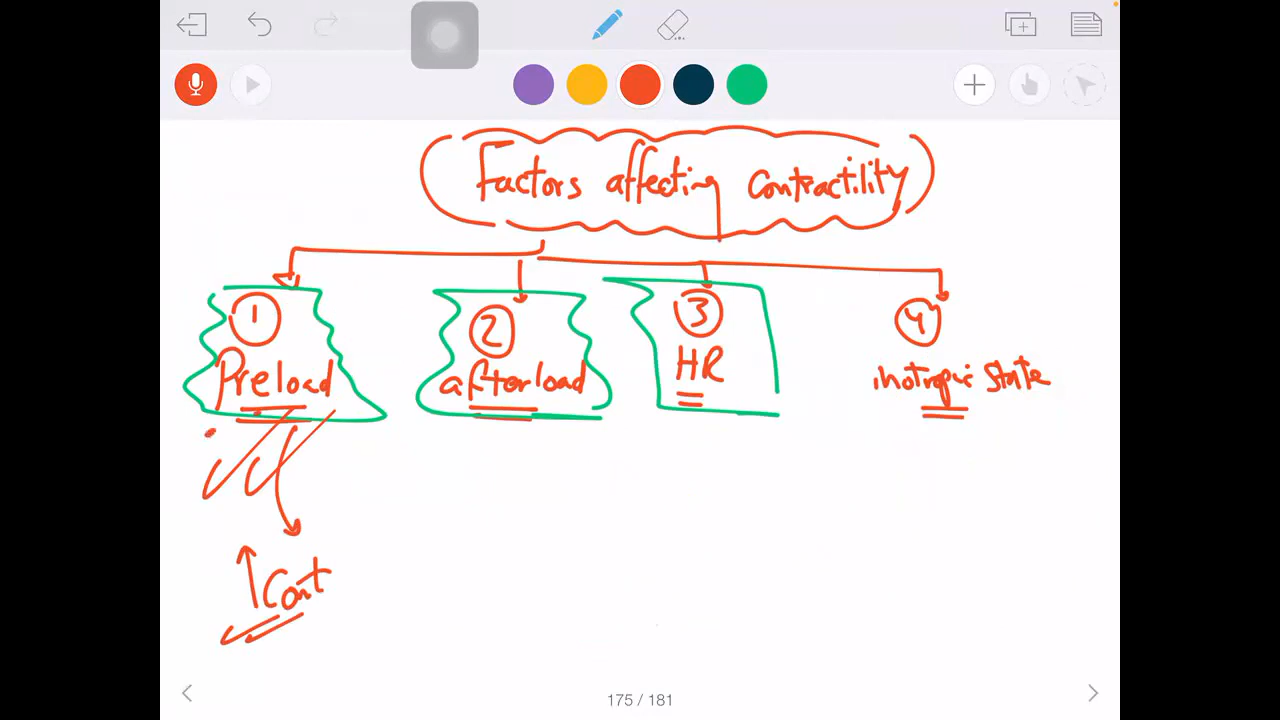 Factors affecting contractility
1
2
3
4
Preload
afterload
HR
inotropic state
↑ Cont
175 / 181